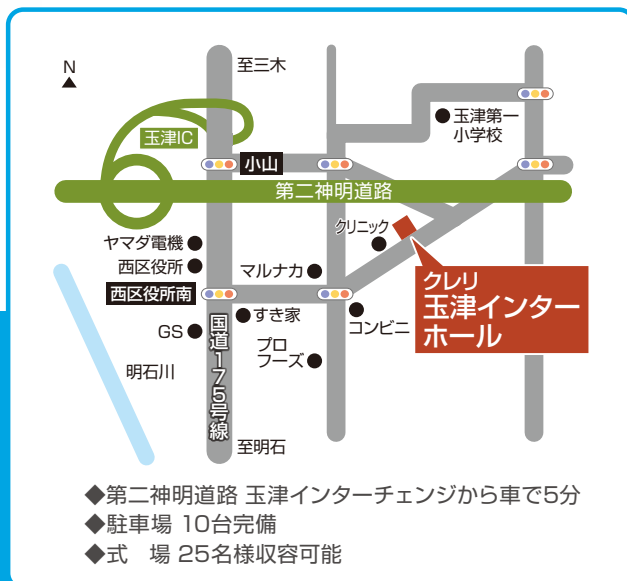 N
至三木
玉津IC
玉津第一
小学校
小山
第二神明道路
クリニック
ヤマダ電機
西区役所
マルナカ
クレリ
玉津インター
ホール
西区役所南
すき家
コンビニ
GS
プロ
フーズ
国道175号線
明石川
至明石
◆第二神明道路 玉津インターチェンジから車で5分
◆駐車場 10台完備
◆式　場 25名様収容可能